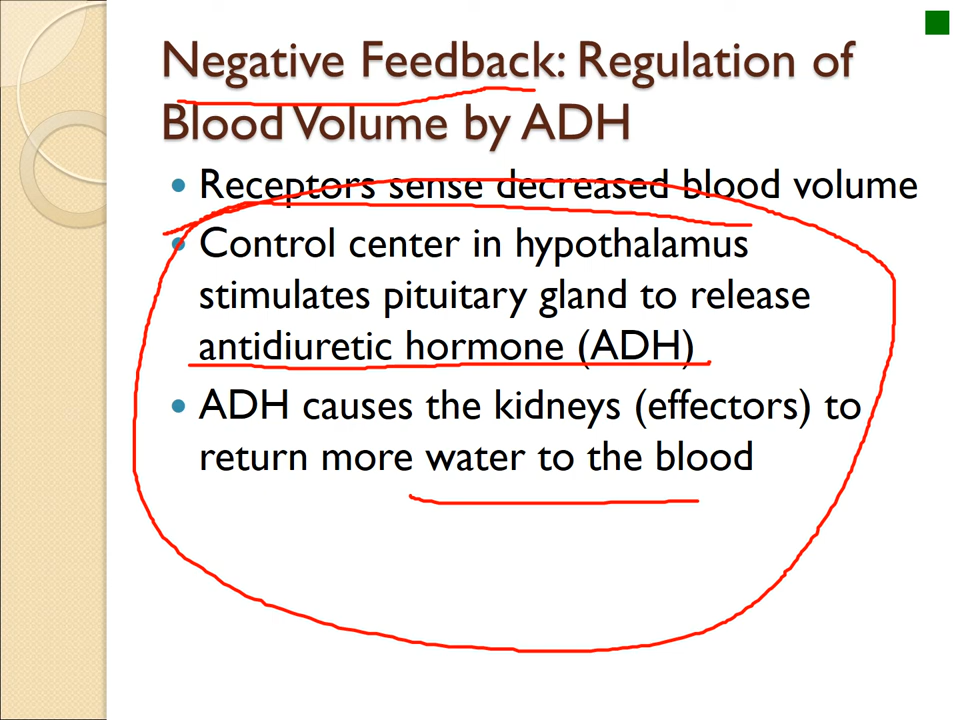 Negative Feedback: Regulation of
Blood Volume by ADH
• Receptors sense decreased blood volume
• Control center in hypothalamus
stimulates pituitary gland to release
antidiuretic hormone (ADH)
• ADH causes the kidneys (effectors) to
return more water to the blood